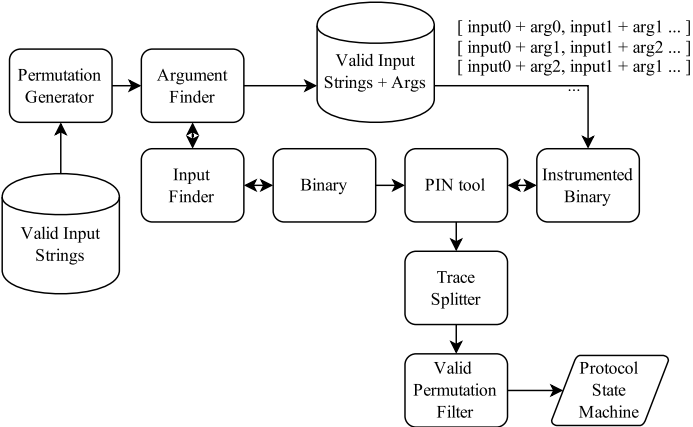 [ input0 + arg0, input1 + arg1 ... ]
[ input0 + arg1, input1 + arg2 ... ]
[ input0 + arg2, input1 + arg1 ... ]
...
Permutation
Generator
Argument
Finder
Valid Input
Strings + Args
Input
Finder
Binary
PIN tool
Instrumented
Binary
Valid Input
Strings
Trace
Splitter
Valid
Permutation
Filter
Protocol
State
Machine